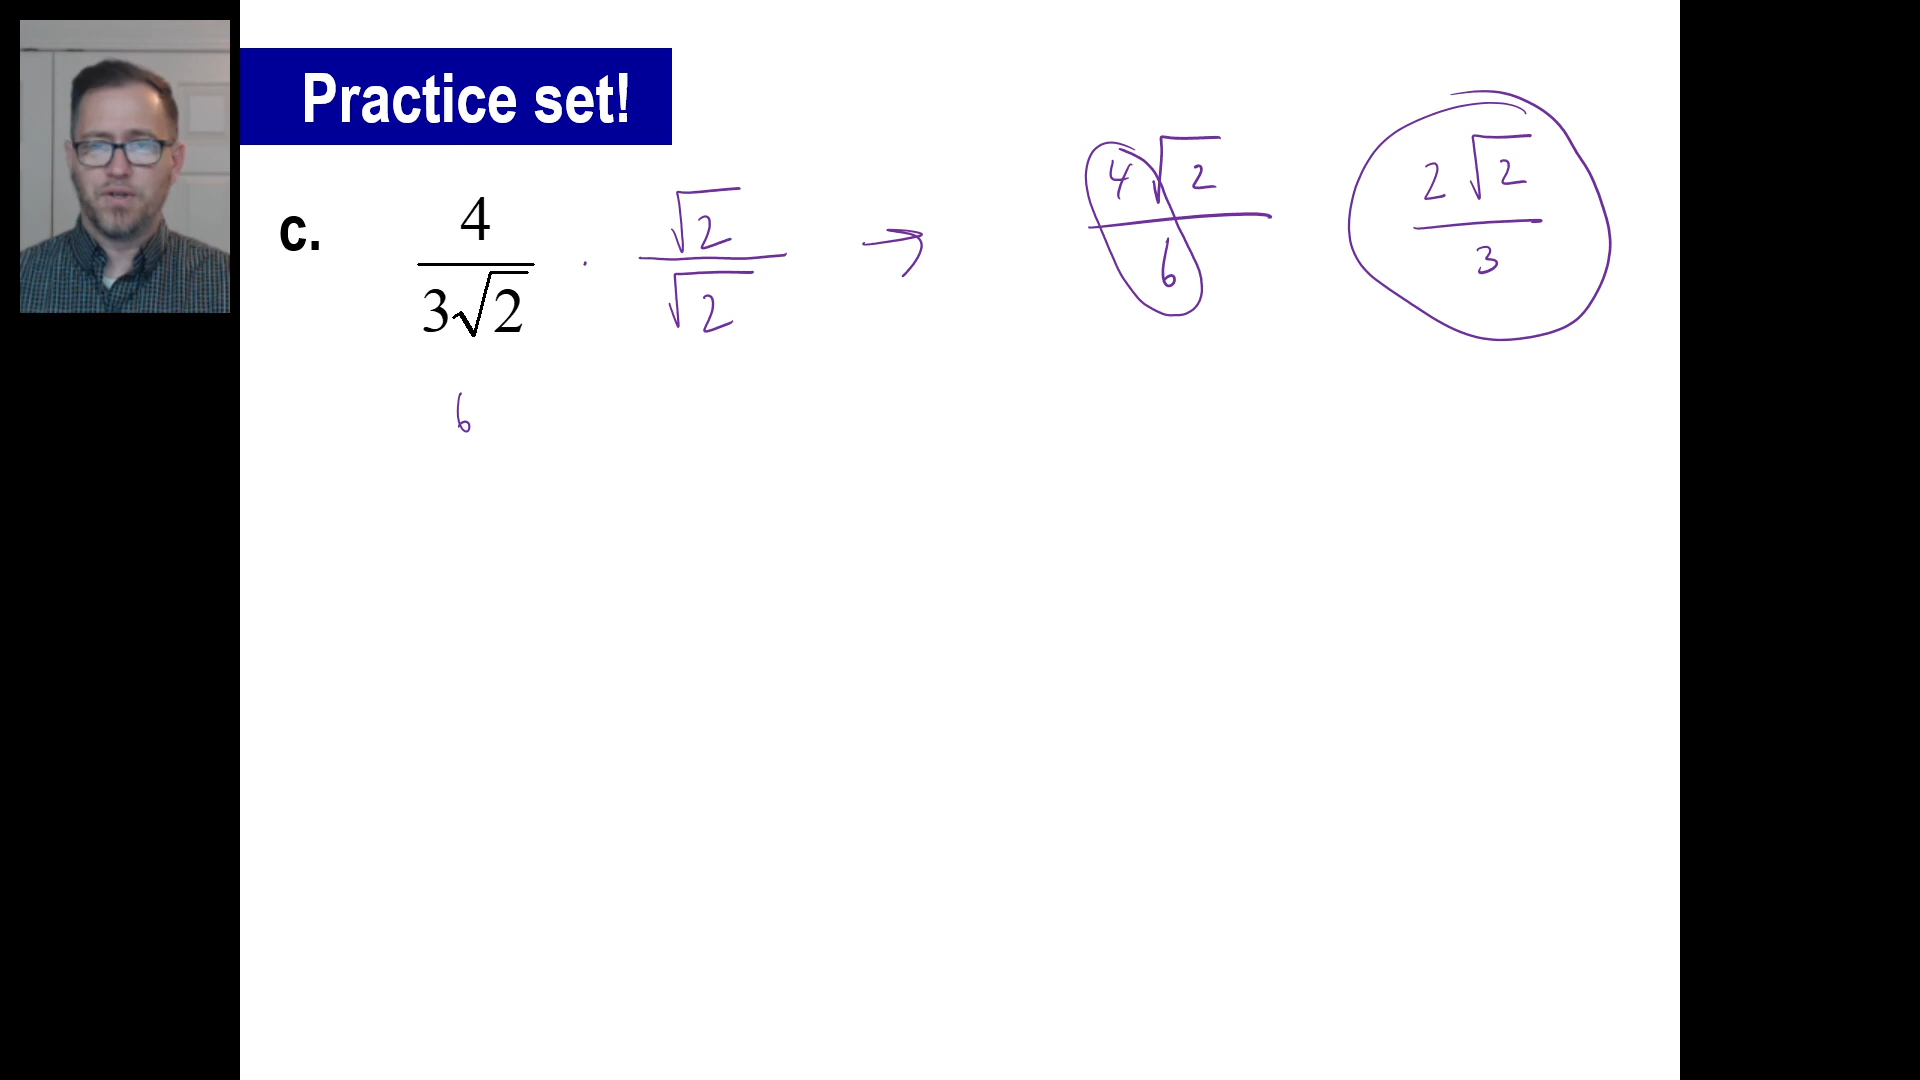 Practice set!
c. 4/(3√2) · √2/√2 → 4√2/6 2√2/3
6